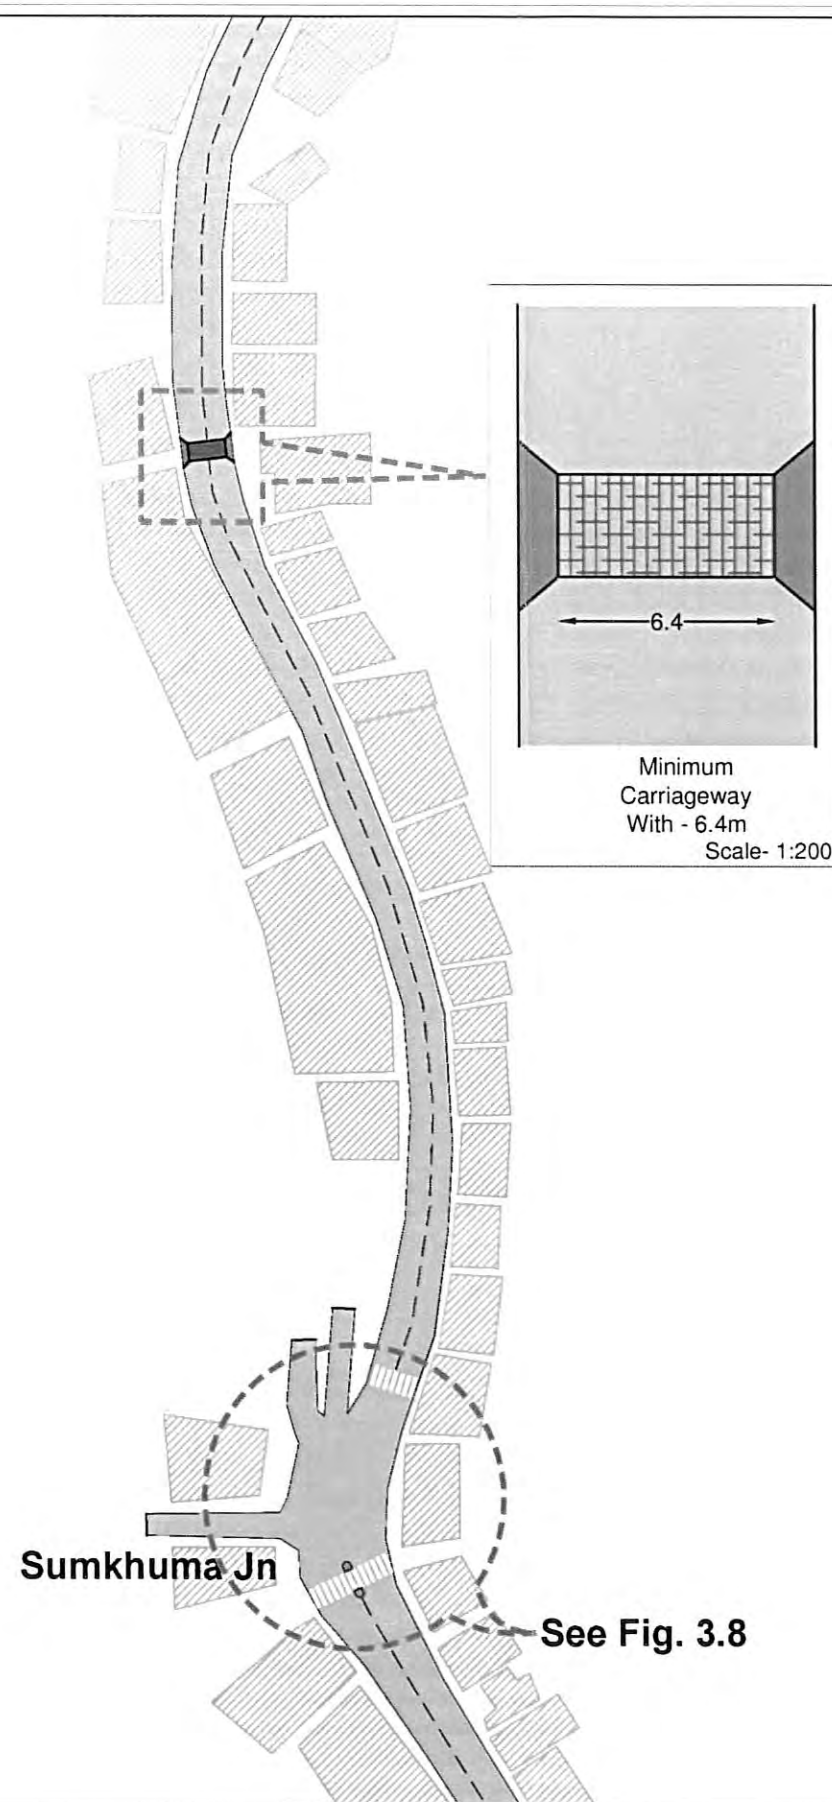 6.4
Minimum
Carriageway
With - 6.4m
Scale- 1:200
Sumkhuma Jn
See Fig. 3.8